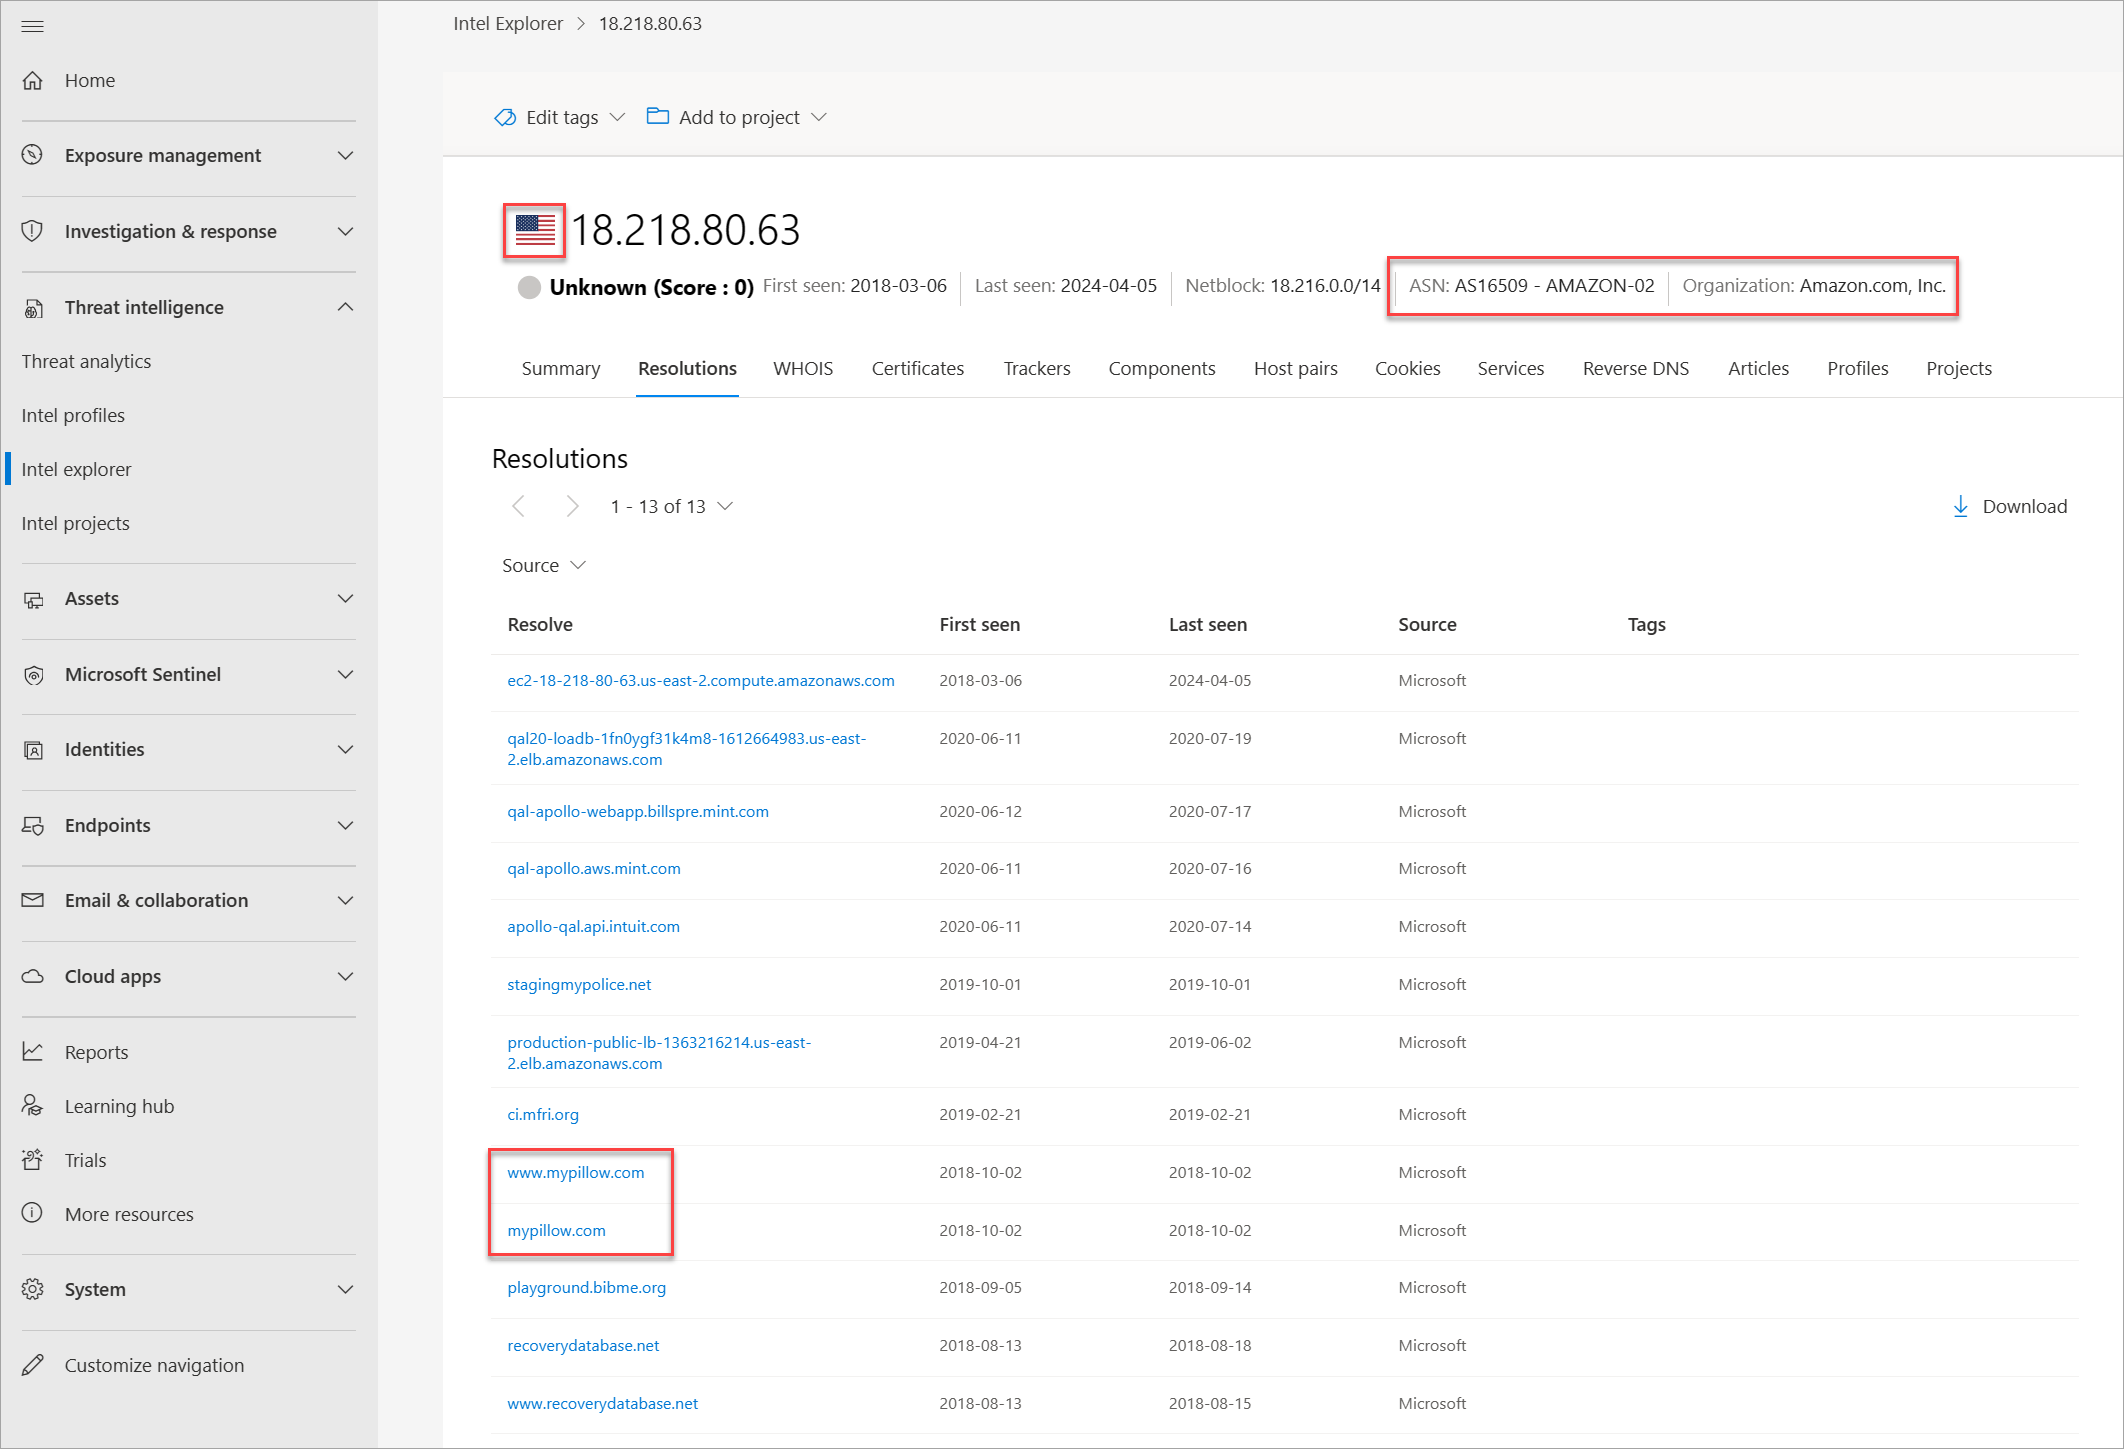 Intel Explorer > 18.218.80.63
Home
Exposure management
Investigation & response
Threat intelligence
Threat analytics
Intel profiles
Intel explorer
Intel projects
Assets
Microsoft Sentinel
Identities
Endpoints
Email & collaboration
Cloud apps
Reports
Learning hub
Trials
More resources
System
Customize navigation
Edit tags
Add to project
18.218.80.63
Unknown (Score : 0) First seen: 2018-03-06 Last seen: 2024-04-05 Netblock: 18.216.0.0/14 ASN: AS16509 - AMAZON-02 Organization: Amazon.com, Inc.
Summary Resolutions WHOIS Certificates Trackers Components Host pairs Cookies Services Reverse DNS Articles Profiles Projects
Resolutions
1 - 13 of 13
Download
Source
Resolve First seen Last seen Source Tags
ec2-18-218-80-63.us-east-2.compute.amazonaws.com 2018-03-06 2024-04-05 Microsoft
qal20-loadb-1fn0ygf31k4m8-1612664983.us-east- 2020-06-11 2020-07-19 Microsoft
2.elb.amazonaws.com
qal-apollo-webapp.billspre.mint.com 2020-06-12 2020-07-17 Microsoft
qal-apollo.aws.mint.com 2020-06-11 2020-07-16 Microsoft
apollo-qal.api.intuit.com 2020-06-11 2020-07-14 Microsoft
stagingmypolice.net 2019-10-01 2019-10-01 Microsoft
production-public-lb-1363216214.us-east- 2019-04-21 2019-06-02 Microsoft
2.elb.amazonaws.com
ci.mfri.org 2019-02-21 2019-02-21 Microsoft
www.mypillow.com 2018-10-02 2018-10-02 Microsoft
mypillow.com 2018-10-02 2018-10-02 Microsoft
playground.bibme.org 2018-09-05 2018-09-14 Microsoft
recoverydatabase.net 2018-08-13 2018-08-18 Microsoft
www.recoverydatabase.net 2018-08-13 2018-08-15 Microsoft